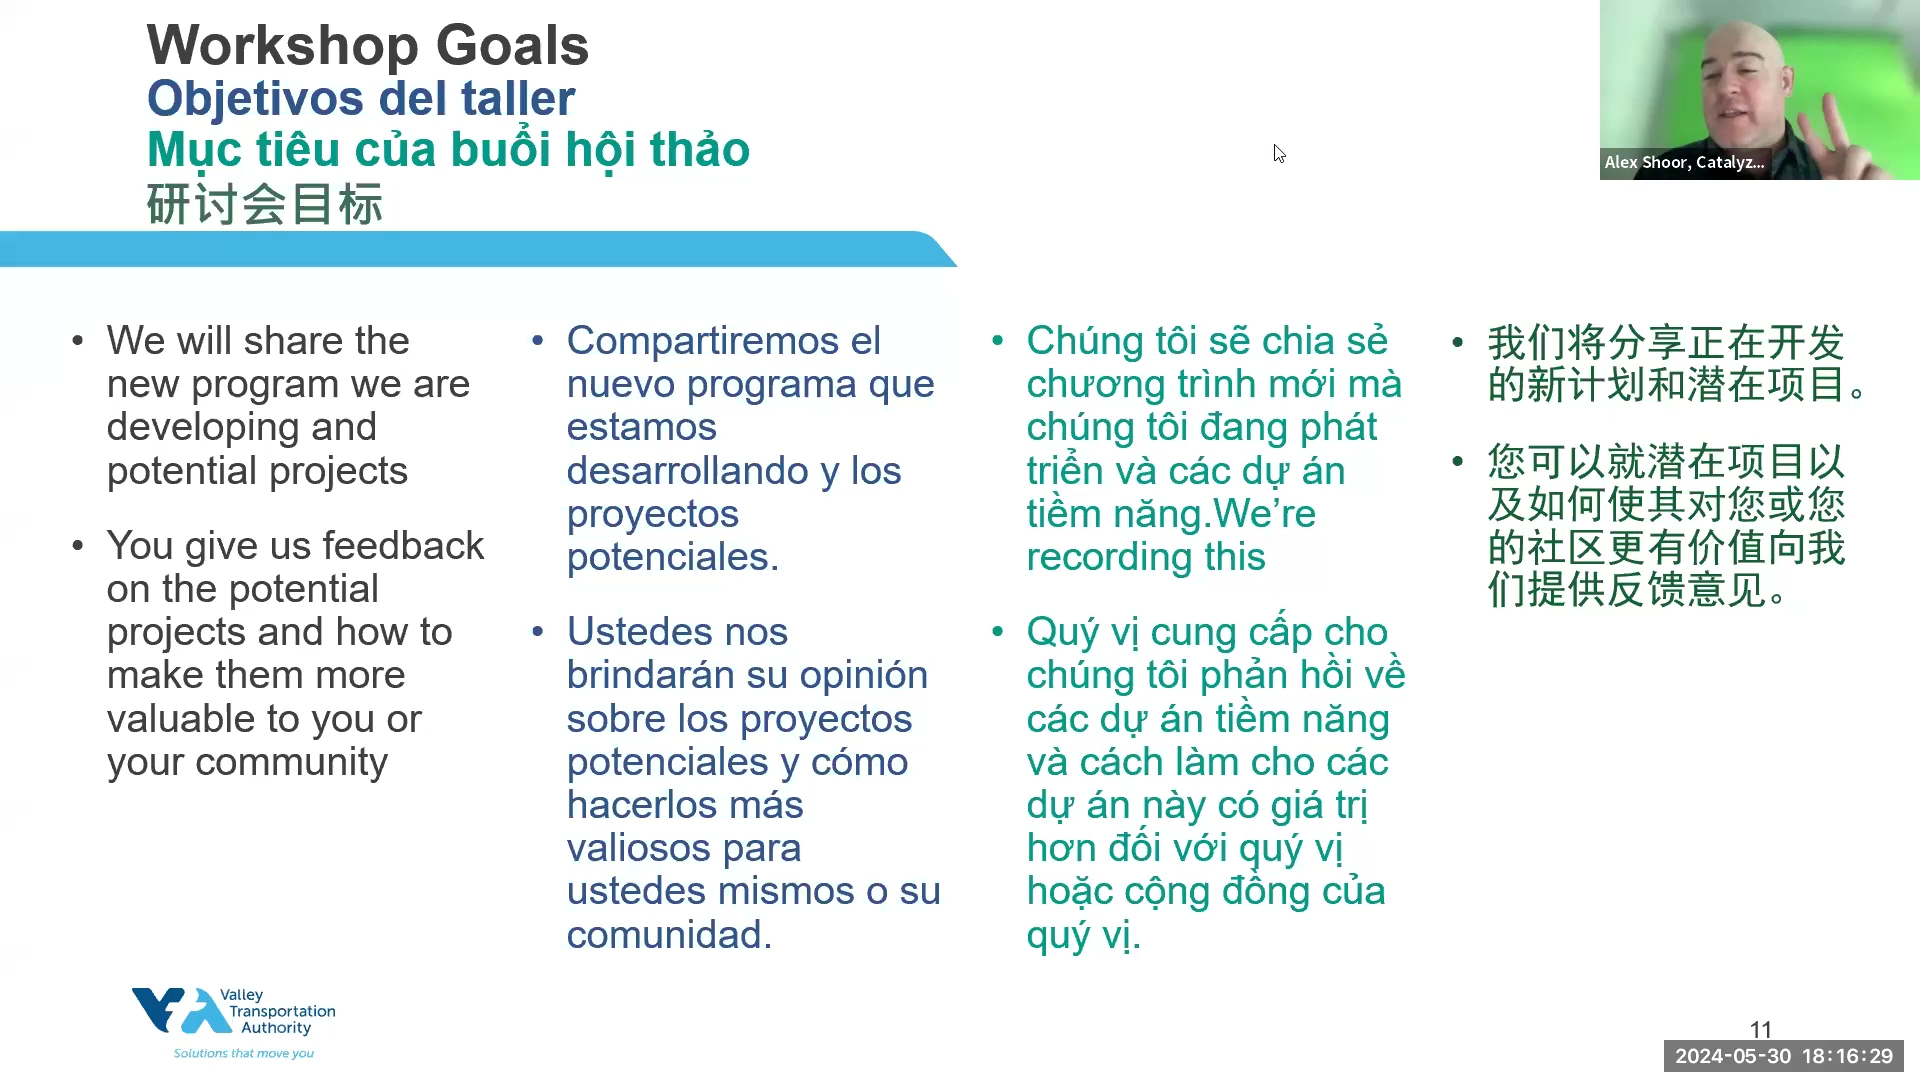 Workshop Goals
Objetivos del taller
Mục tiêu của buổi hội thảo
研讨会目标
Alex Shoor, Catalyz...
• We will share the
new program we are
developing and
potential projects
• You give us feedback
on the potential
projects and how to
make them more
valuable to you or
your community
• Compartiremos el
nuevo programa que
estamos
desarrollando y los
proyectos
potenciales.
• Ustedes nos
brindarán su opinión
sobre los proyectos
potenciales y cómo
hacerlos más
valiosos para
ustedes mismos o su
comunidad.
• Chúng tôi sẽ chia sẻ
chương trình mới mà
chúng tôi đang phát
triển và các dự án
tiềm năng.We’re
recording this
• Quý vị cung cấp cho
chúng tôi phản hồi về
các dự án tiềm năng
và cách làm cho các
dự án này có giá trị
hơn đối với quý vị
hoặc cộng đồng của
quý vị.
• 我们将分享正在开发
的新计划和潜在项目。
• 您可以就潜在项目以
及如何使其对您或您
的社区更有价值向我
们提供反馈意见。
VTA
Valley
Transportation
Authority
Solutions that move you
11
2024-05-30 18:16:29